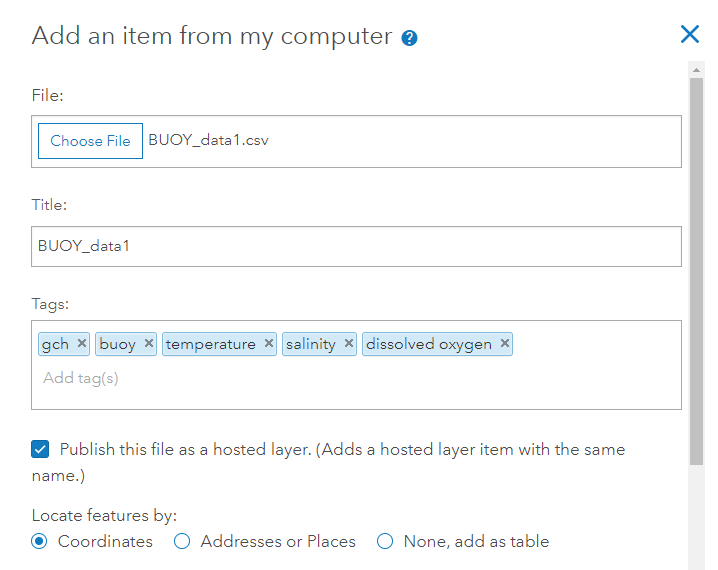 Add an item from my computer ?
File:
Choose File BUOY_data1.csv
Title:
BUOY_data1
Tags:
gch × buoy × temperature × salinity × dissolved oxygen ×
Add tag(s)
Publish this file as a hosted layer. (Adds a hosted layer item with the same
name.)
Locate features by:
Coordinates Addresses or Places None, add as table